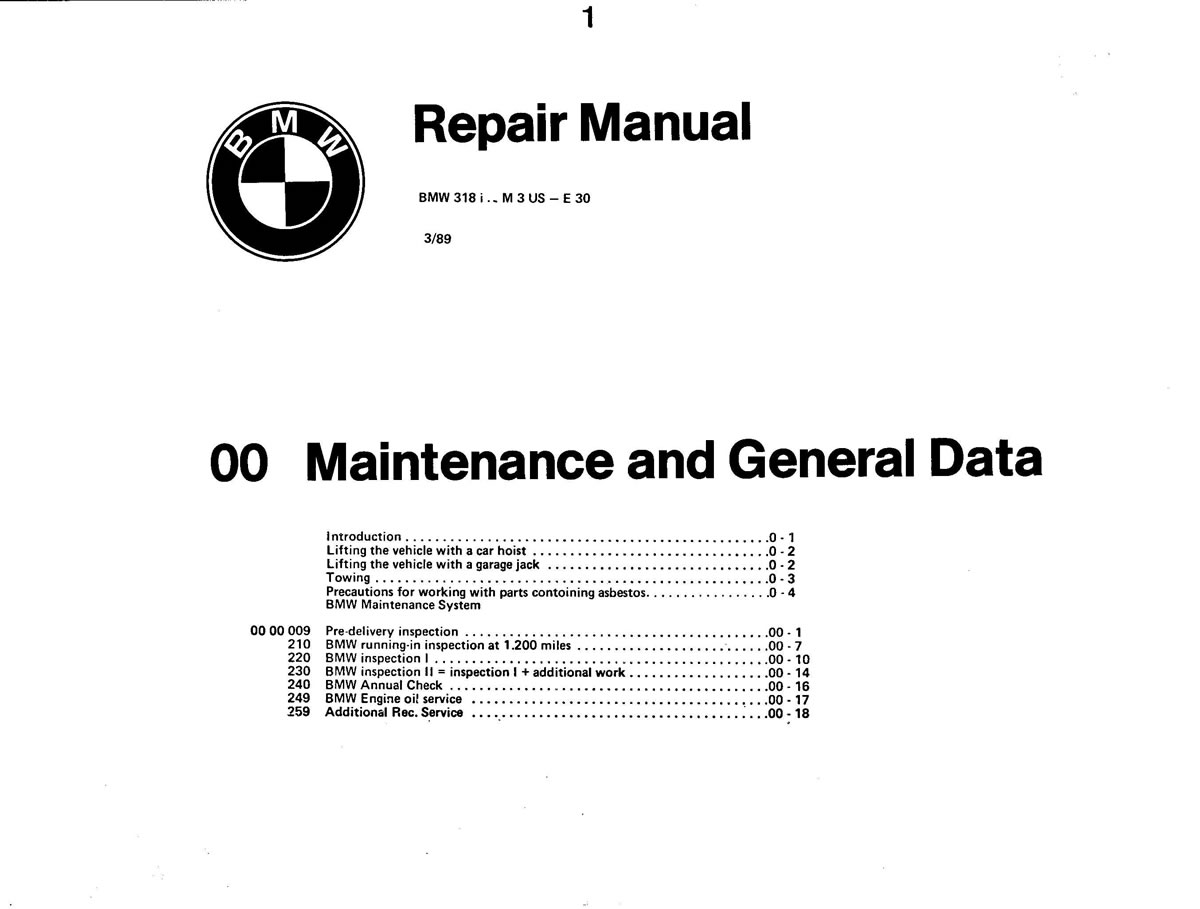 1
BMW
Repair Manual
BMW 318 i . . M 3 US – E 30
3/89
00 Maintenance and General Data
Introduction . . . . . . . . . . . . . . . . . . . . . . . . . . . . . . . . . . . . . . . . . . . . . . .0 - 1
Lifting the vehicle with a car hoist . . . . . . . . . . . . . . . . . . . . . . . . . . . . . . .0 - 2
Lifting the vehicle with a garage jack . . . . . . . . . . . . . . . . . . . . . . . . . . . . .0 - 2
Towing . . . . . . . . . . . . . . . . . . . . . . . . . . . . . . . . . . . . . . . . . . . . . . . . . . .0 - 3
Precautions for working with parts contoining asbestos. . . . . . . . . . . . . . . .0 - 4
BMW Maintenance System
00 00 009 Pre-delivery inspection . . . . . . . . . . . . . . . . . . . . . . . . . . . . . . . . . . . . . . .00 - 1
210 BMW running-in inspection at 1.200 miles . . . . . . . . . . . . . . . . . . . . . . . . .00 - 7
220 BMW inspection I . . . . . . . . . . . . . . . . . . . . . . . . . . . . . . . . . . . . . . . . . . .00 - 10
230 BMW inspection II = inspection I + additional work . . . . . . . . . . . . . . . . . .00 - 14
240 BMW Annual Check . . . . . . . . . . . . . . . . . . . . . . . . . . . . . . . . . . . . . . . . .00 - 16
249 BMW Engine oil service . . . . . . . . . . . . . . . . . . . . . . . . . . . . . . . . . . . . . .00 - 17
259 Additional Rec. Service . . . . . . . . . . . . . . . . . . . . . . . . . . . . . . . . . . . . . .00 - 18